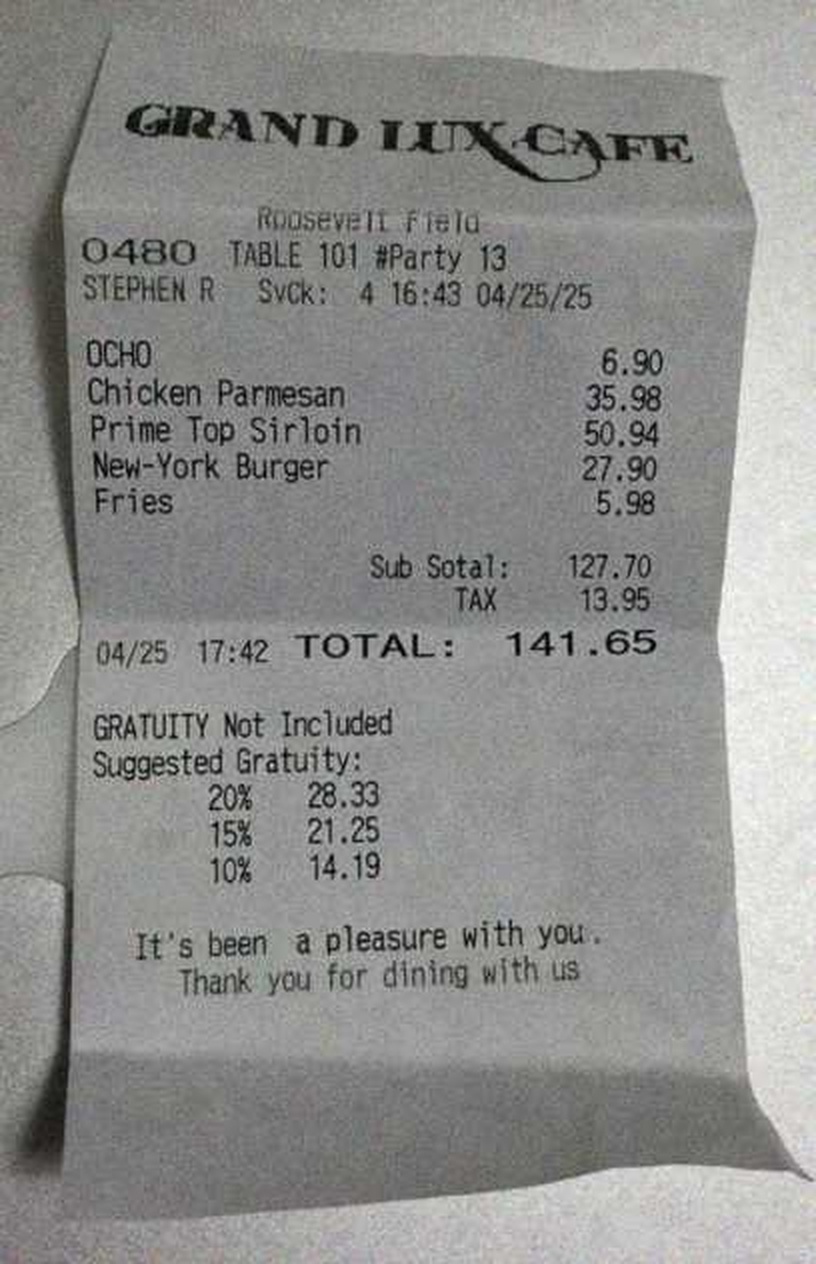 GRAND LUX CAFE
Roosevelt Field
0480 TABLE 101 #Party 13
STEPHEN R SvCk: 4 16:43 04/25/25
OCHO 6.90
Chicken Parmesan 35.98
Prime Top Sirloin 50.94
New-York Burger 27.90
Fries 5.98
Sub Sotal: 127.70
TAX 13.95
04/25 17:42 TOTAL: 141.65
GRATUITY Not Included
Suggested Gratuity:
20% 28.33
15% 21.25
10% 14.19
It's been a pleasure with you.
Thank you for dining with us